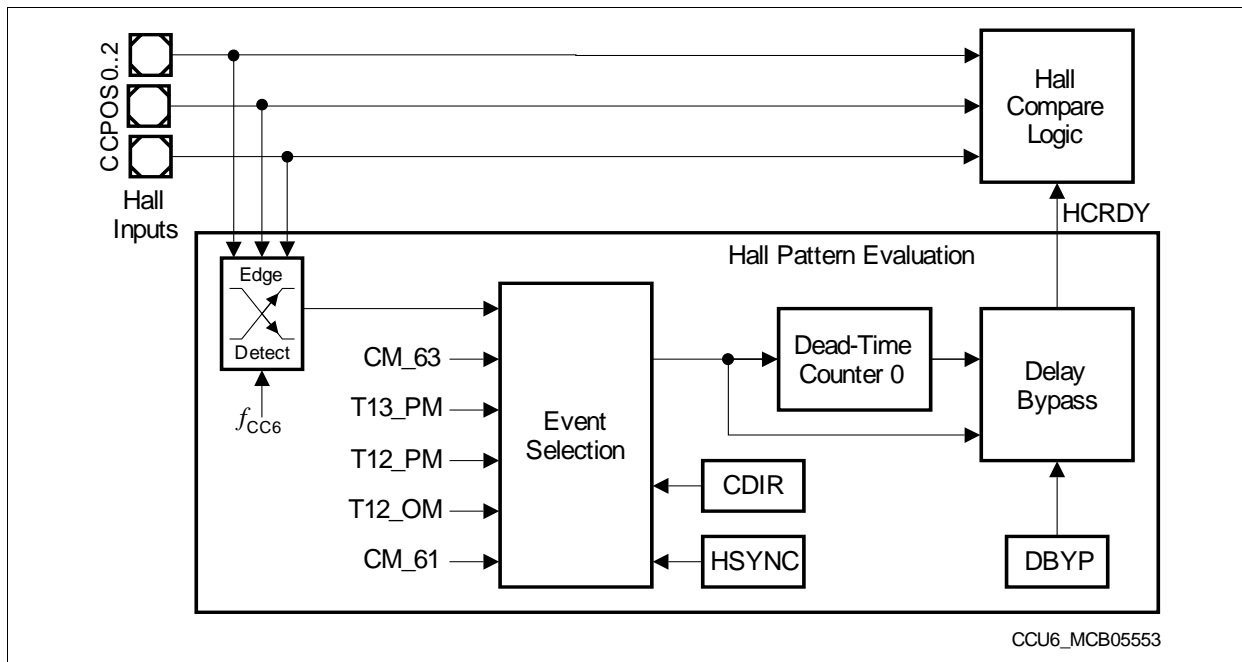 CCPOS0..2
Hall
Inputs
Hall
Compare
Logic
HCRDY
Hall Pattern Evaluation
Edge
Detect
fCC6
CM_63
T13_PM
T12_PM
T12_OM
CM_61
Event
Selection
Dead-Time
Counter 0
Delay
Bypass
CDIR
HSYNC
DBYP
CCU6_MCB05553